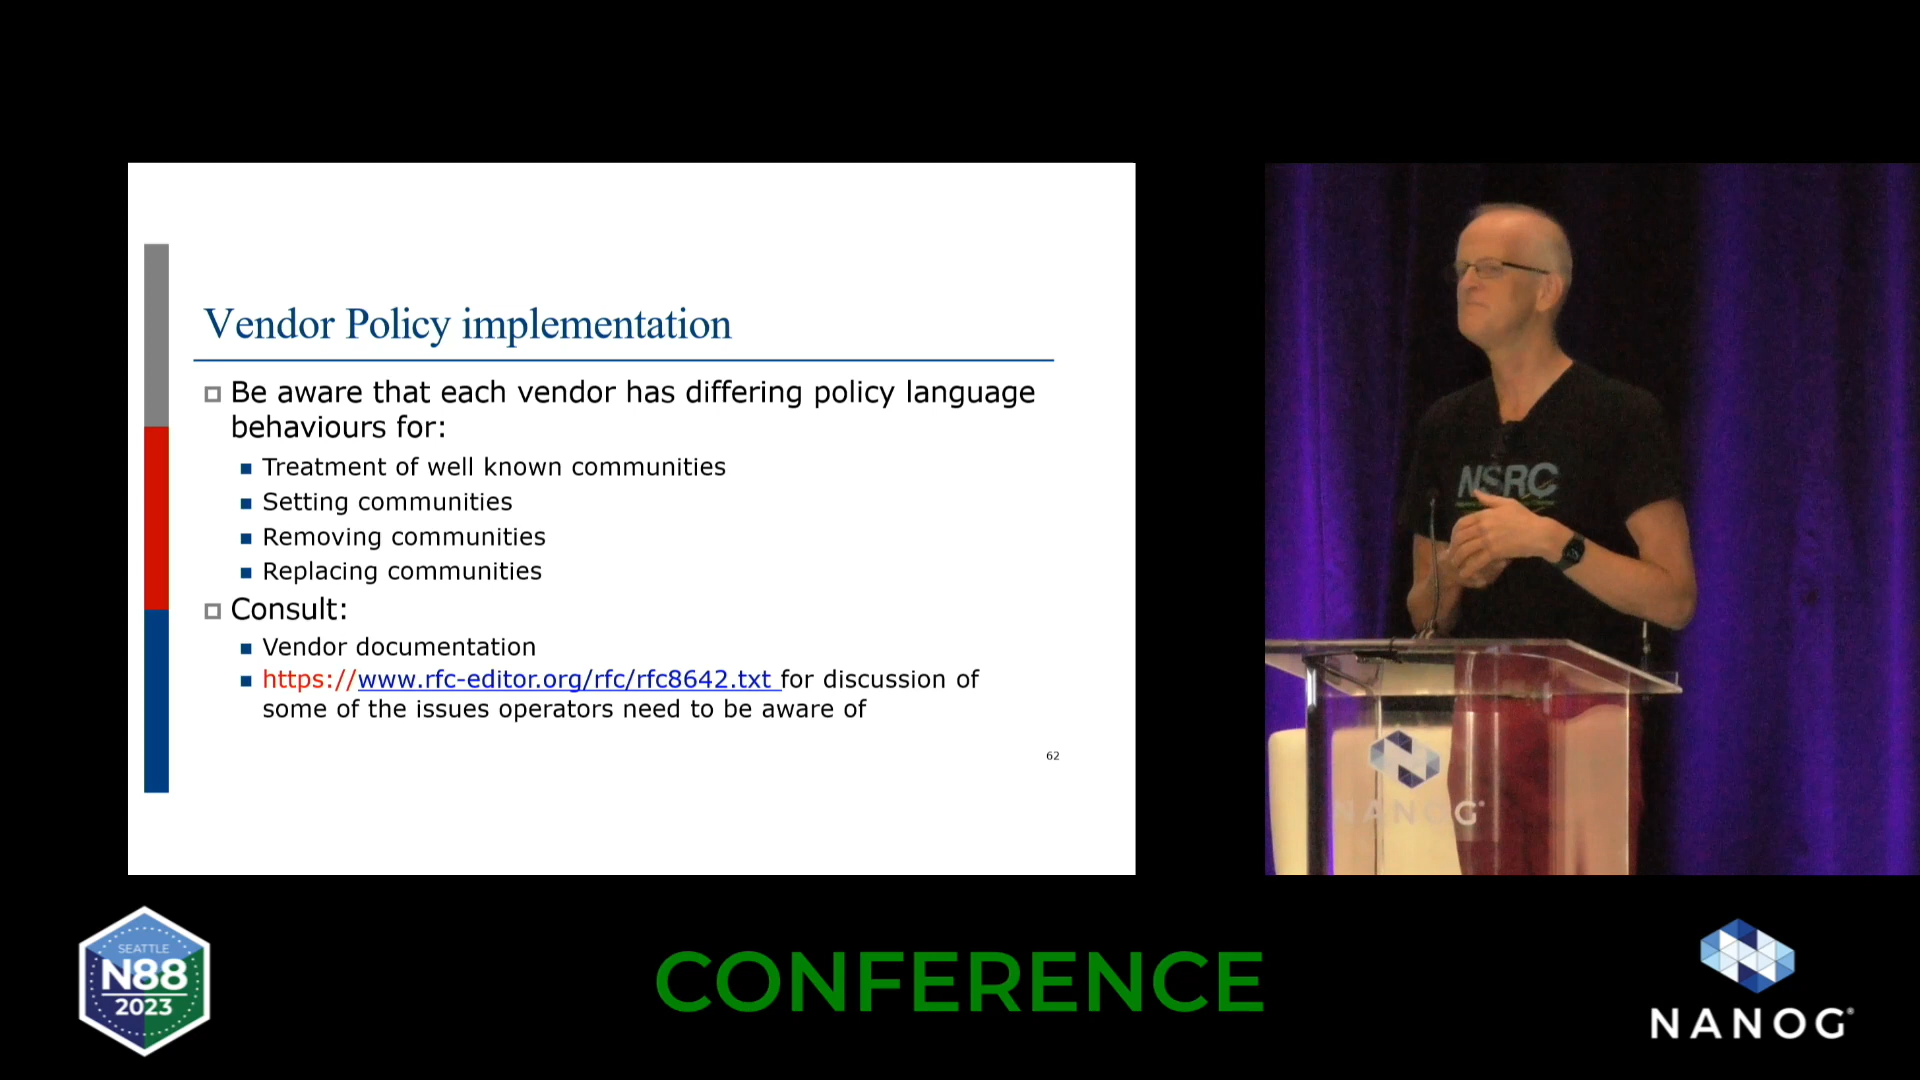 Vendor Policy implementation
Be aware that each vendor has differing policy language
behaviours for:
Treatment of well known communities
Setting communities
Removing communities
Replacing communities
Consult:
Vendor documentation
https://www.rfc-editor.org/rfc/rfc8642.txt for discussion of
some of the issues operators need to be aware of
62
NSRC
NANOG
SEATTLE
N88
2023
CONFERENCE
NANOG®